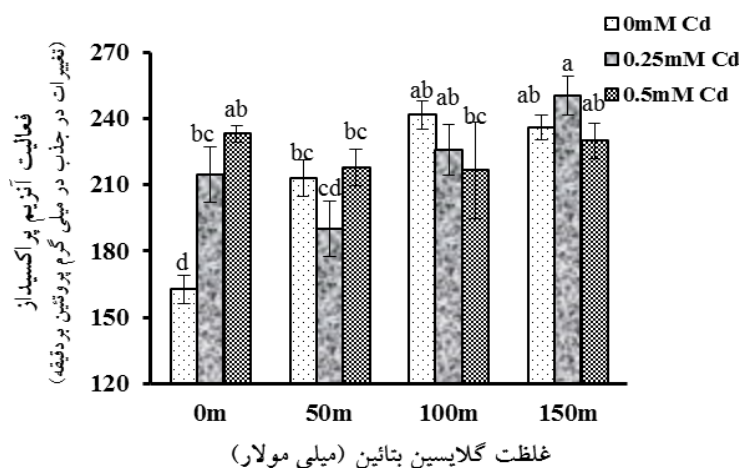 0mM Cd
0.25mM Cd
0.5mM Cd
فعالیت آنزیم پراکسیداز
(تغییرات در جذب در میلی گرم پروتئین بردقیقه)
270
240
210
180
150
120
d
bc
ab
bc
cd
bc
ab
ab
bc
ab
a
ab
0m
50m
100m
150m
غلظت گلایسین بتائین (میلی مولار)